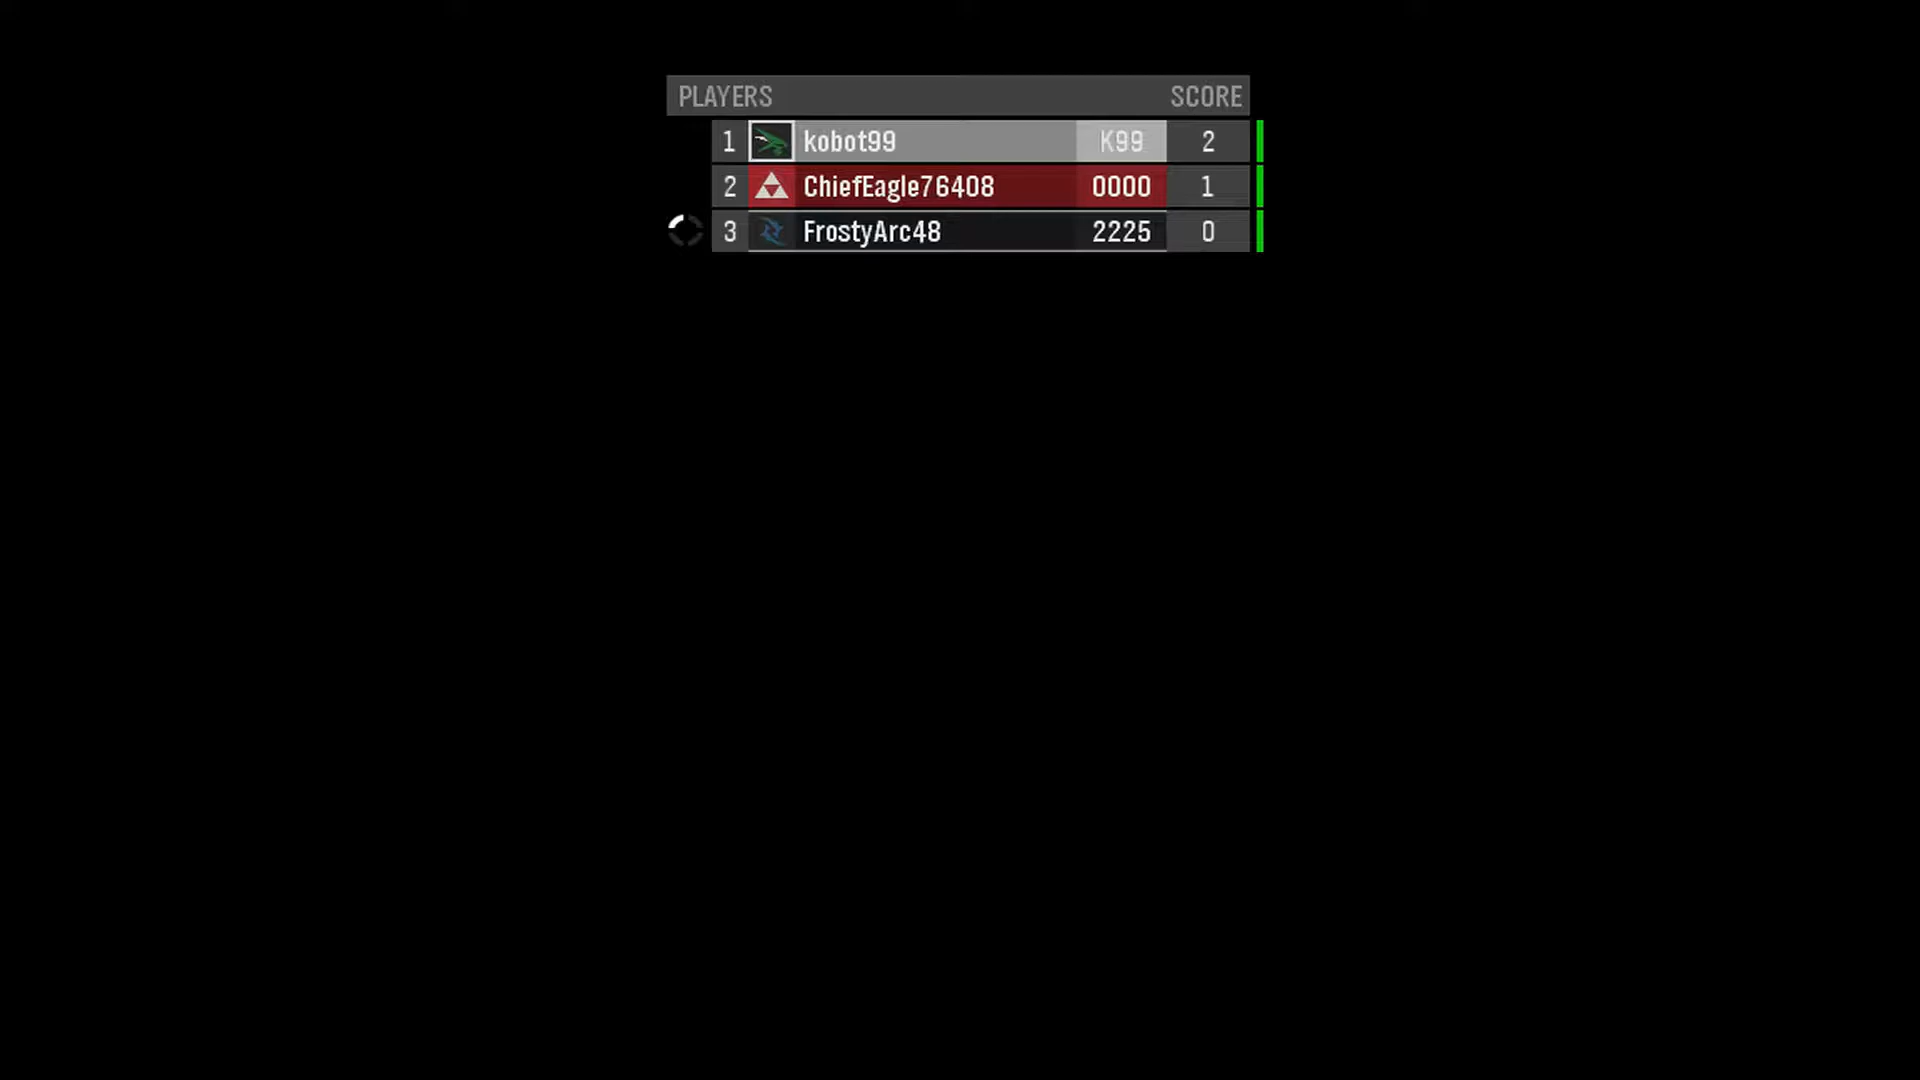 PLAYERS SCORE
1 kobot99 K99 2
2 ChiefEagle76408 0000 1
3 FrostyArc48 2225 0